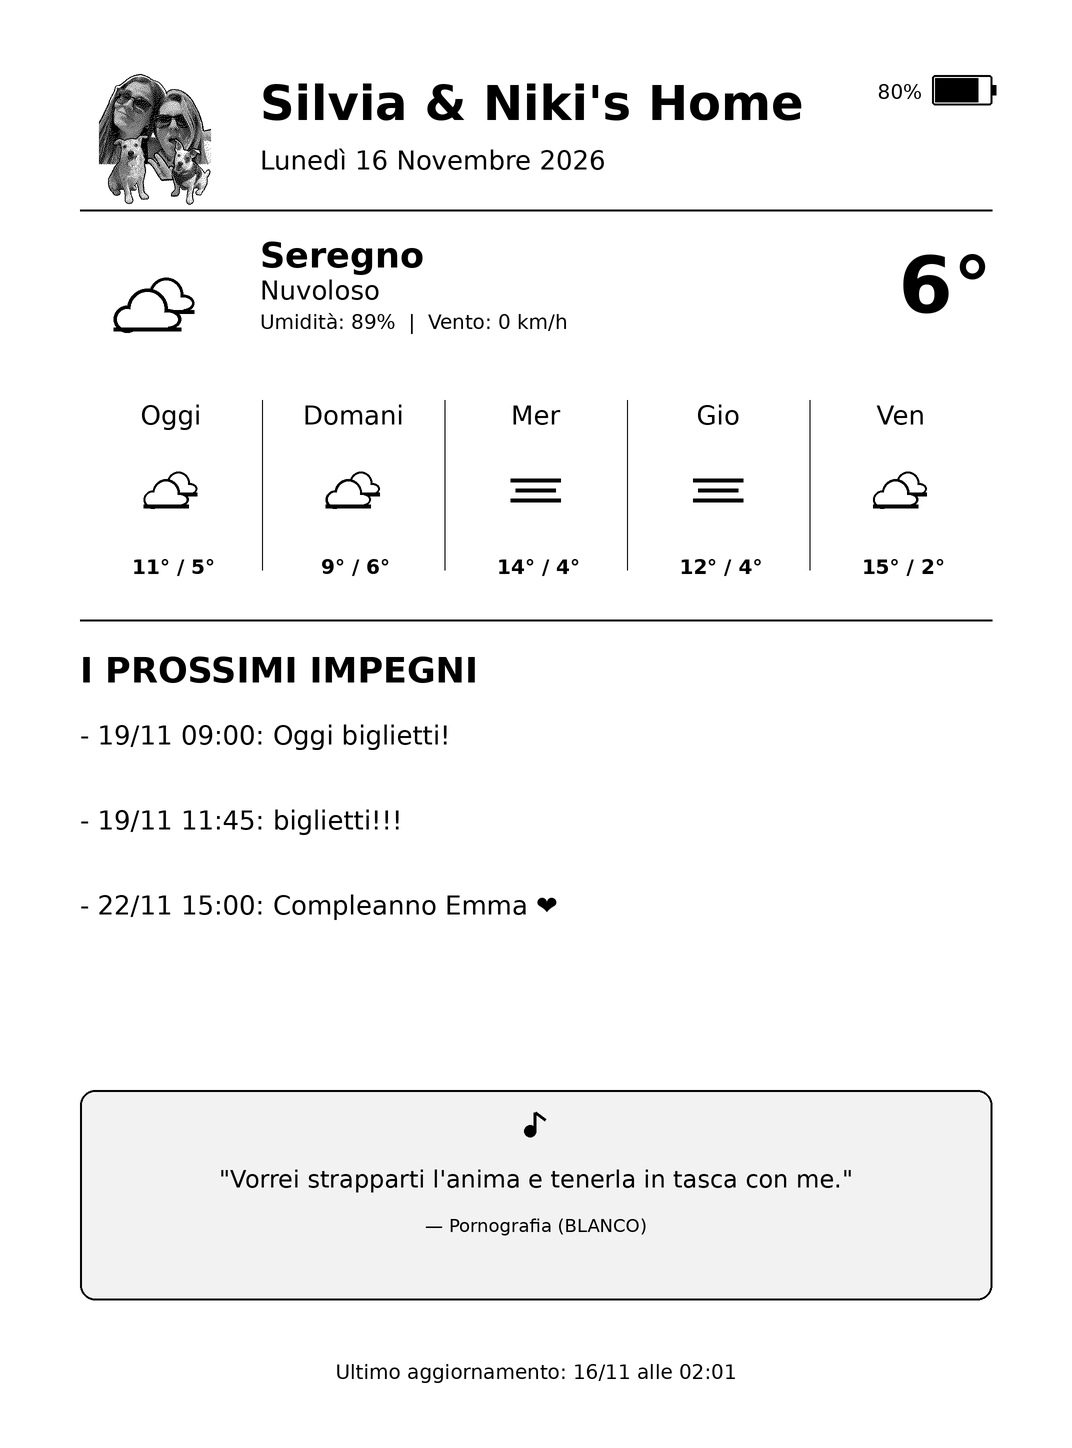 Silvia & Niki's Home
80%
Lunedì 16 Novembre 2026
Seregno
6°
Nuvoloso
Umidità: 89% | Vento: 0 km/h
Oggi Domani Mer Gio Ven
11° / 5° 9° / 6° 14° / 4° 12° / 4° 15° / 2°
I PROSSIMI IMPEGNI
- 19/11 09:00: Oggi biglietti!
- 19/11 11:45: biglietti!!!
- 22/11 15:00: Compleanno Emma ❤
"Vorrei strapparti l'anima e tenerla in tasca con me."
— Pornografia (BLANCO)
Ultimo aggiornamento: 16/11 alle 02:01